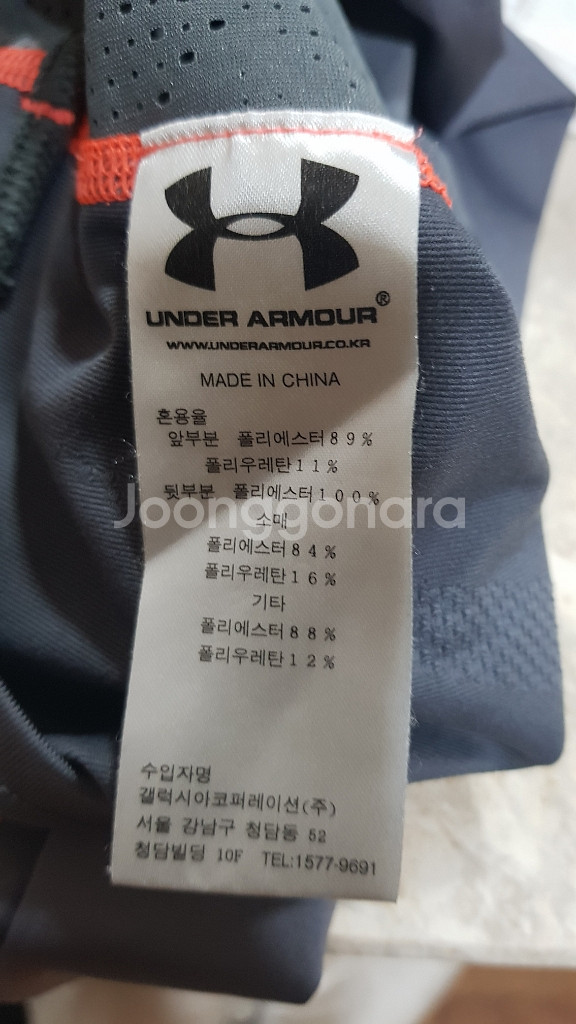 UNDER ARMOUR®
WWW.UNDERARMOUR.CO.KR
MADE IN CHINA
혼용율
앞부분 폴리에스터89%
폴리우레탄11%
뒷부분 폴리에스터100%
Joonggonara
소매
폴리에스터84%
폴리우레탄16%
기타
폴리에스터88%
폴리우레탄12%
수입자명
갤럭시아코퍼레이션(주)
서울 강남구 청담동 52
청담빌딩 10F TEL:1577-9691